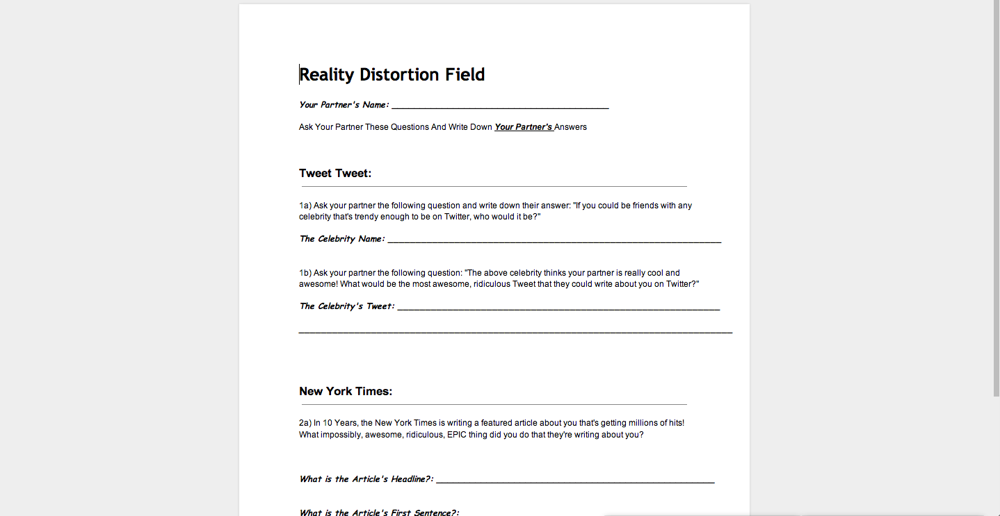 Reality Distortion Field
Your Partner's Name: ________________________________________
Ask Your Partner These Questions And Write Down Your Partner's Answers
Tweet Tweet:
1a) Ask your partner the following question and write down their answer: "If you could be friends with any
celebrity that's trendy enough to be on Twitter, who would it be?"
The Celebrity Name: ________________________________________
1b) Ask your partner the following question: "The above celebrity thinks your partner is really cool and
awesome! What would be the most awesome, ridiculous Tweet that they could write about you on Twitter?"
The Celebrity's Tweet: ________________________________________
________________________________________
New York Times:
2a) In 10 Years, the New York Times is writing a featured article about you that's getting millions of hits!
What impossibly, awesome, ridiculous, EPIC thing did you do that they're writing about you?
What is the Article's Headline?: ________________________________________
What is the Article's First Sentence?: